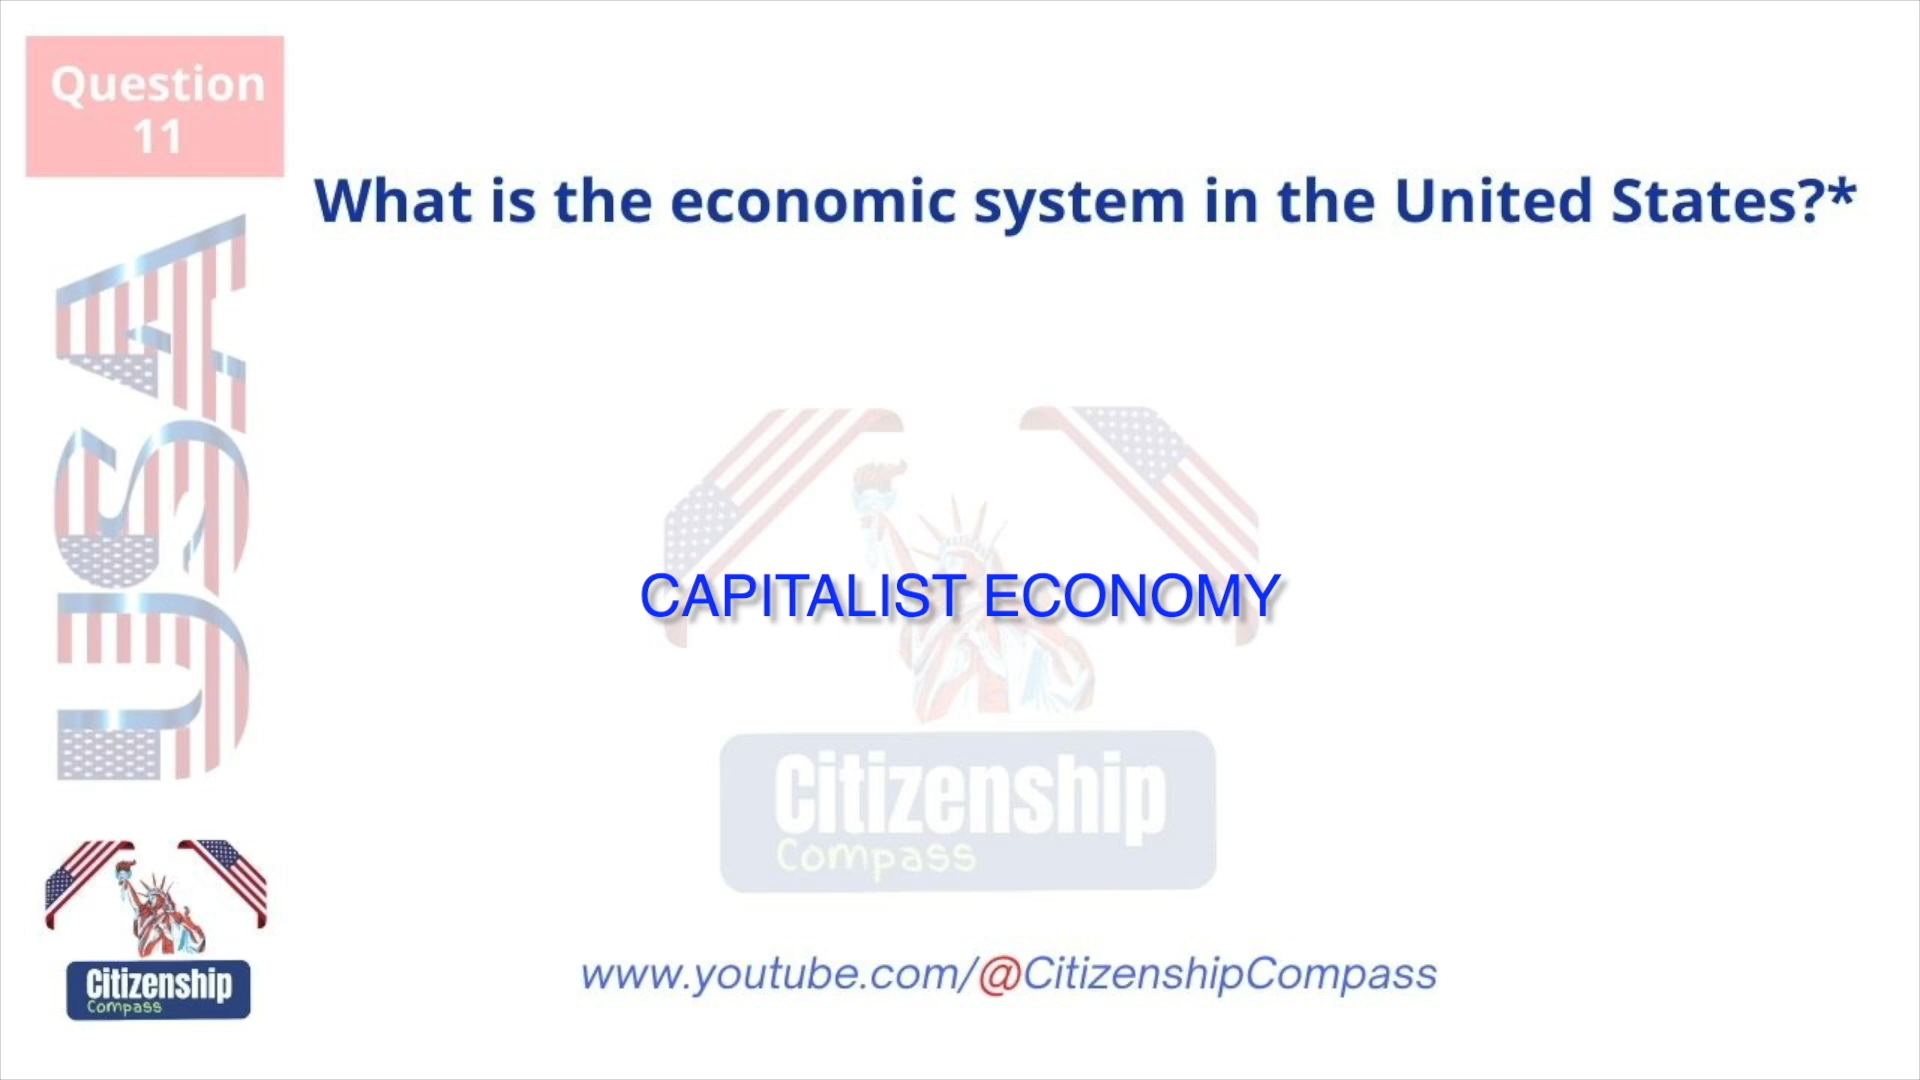 Question
11
What is the economic system in the United States?*
USA
CAPITALIST ECONOMY
Citizenship
Compass
Citizenship
Compass
www.youtube.com/@CitizenshipCompass